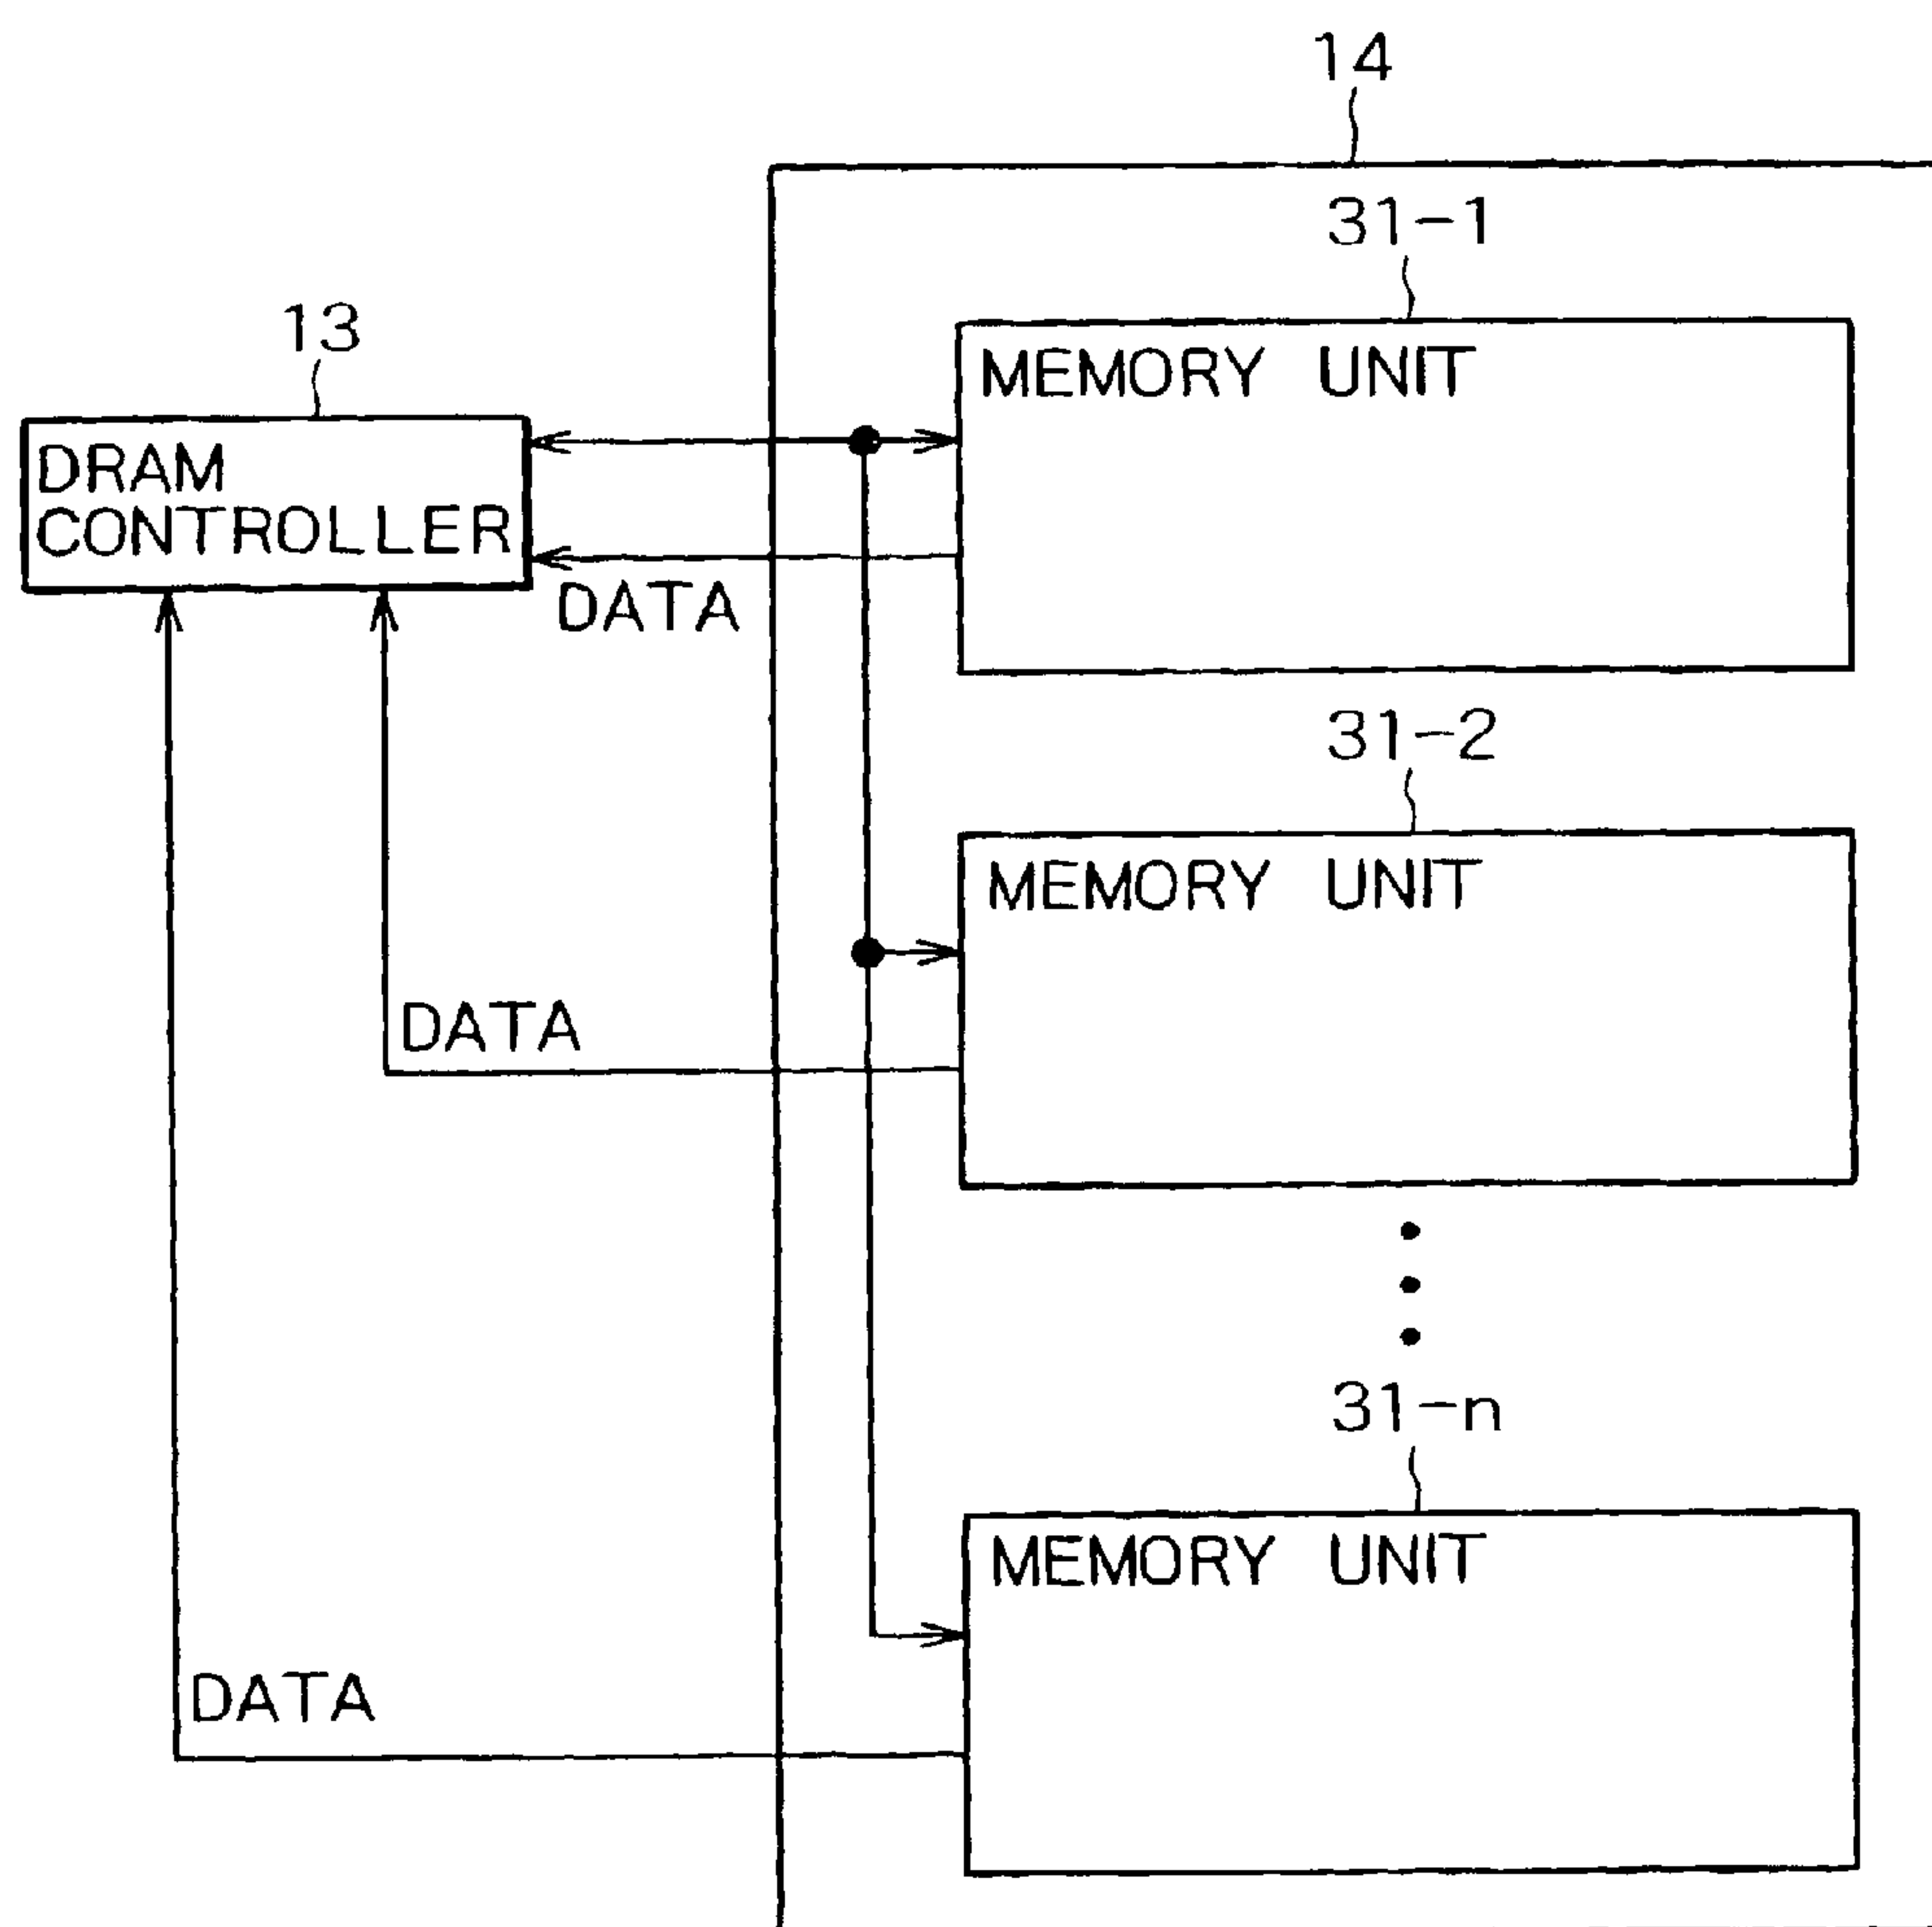 14
31-1
13
MEMORY UNIT
DRAM
CONTROLLER
DATA
31-2
MEMORY UNIT
DATA
31-n
MEMORY UNIT
DATA